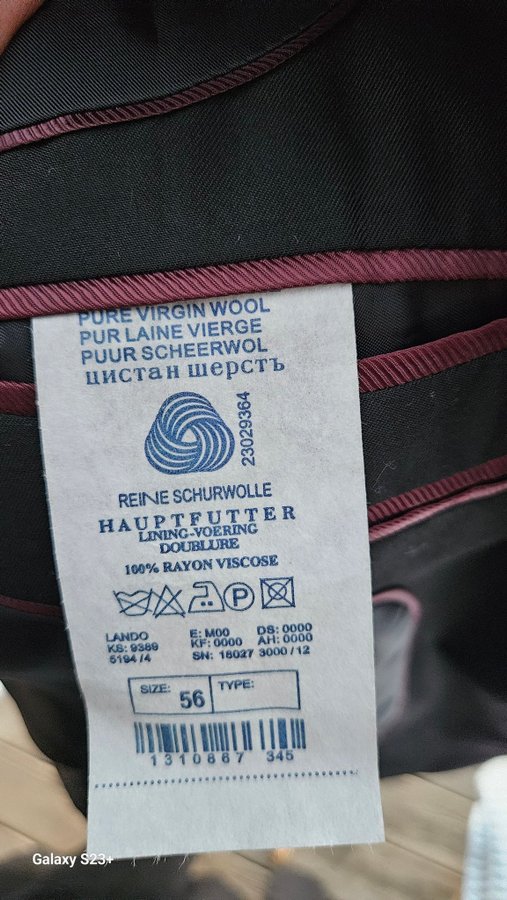 PURE VIRGIN WOOL
PUR LAINE VIERGE
PUUR SCHEERWOL
цистан шерсть
23029364
REINE SCHURWOLLE
HAUPTFUTTER
LINING-VOERING
DOUBLURE
100% RAYON VISCOSE
P
LANDO E: M00 DS: 0000
KS: 9389 KF: 0000 AH: 0000
5194/4 SN: 18027 3000/12
SIZE: 56 TYPE:
1310867 345
Galaxy S23+